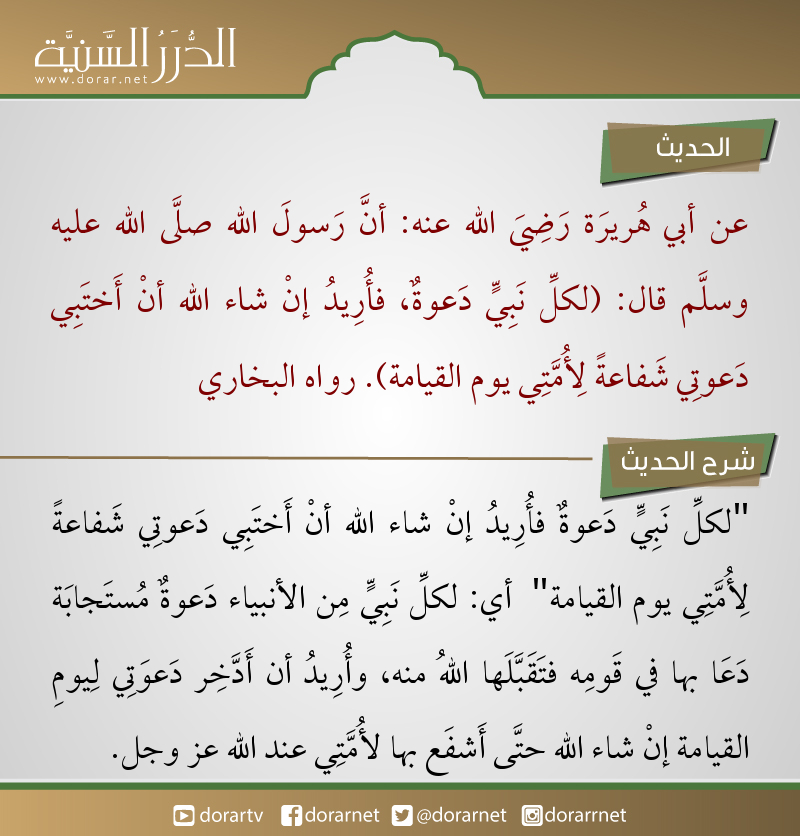 الدُّرَرُ السَّنِيَّة
www.dorar.net
الحديث
عن أبي هُريرَة رَضِيَ الله عنه: أنَّ رَسولَ الله صلَّى الله عليه
وسلَّم قال: (لكلِّ نَبِيٍّ دَعوةٌ، فأُرِيدُ إنْ شاء الله أنْ أَختَبِي
دَعوتِي شَفاعةً لِأُمَّتِي يوم القيامة). رواه البخاري
شرح الحديث
"لكلِّ نَبِيٍّ دَعوةٌ فأُرِيدُ إنْ شاء الله أنْ أَختَبِي دَعوتِي شَفاعةً
لِأُمَّتِي يوم القيامة" أي: لكلِّ نَبِيٍّ مِن الأنبياء دَعوةٌ مُستَجابَة
دَعَا بها في قَومِه فتَقَبَّلَها اللهُ منه، وأُرِيدُ أن أَدَّخِر دَعوَتِي لِيومِ
القيامة إنْ شاء الله حتَّى أَشفَع بها لأُمَّتِي عند الله عز وجل.
dorartv dorarnet @dorarnet dorarrnet